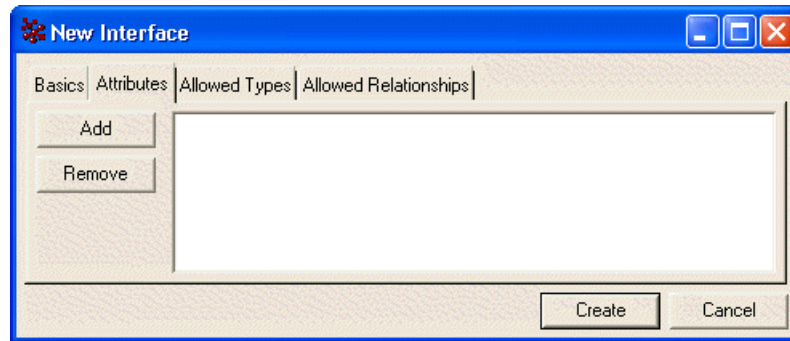 New Interface
Basics Attributes Allowed Types Allowed Relationships
Add
Remove
Create Cancel